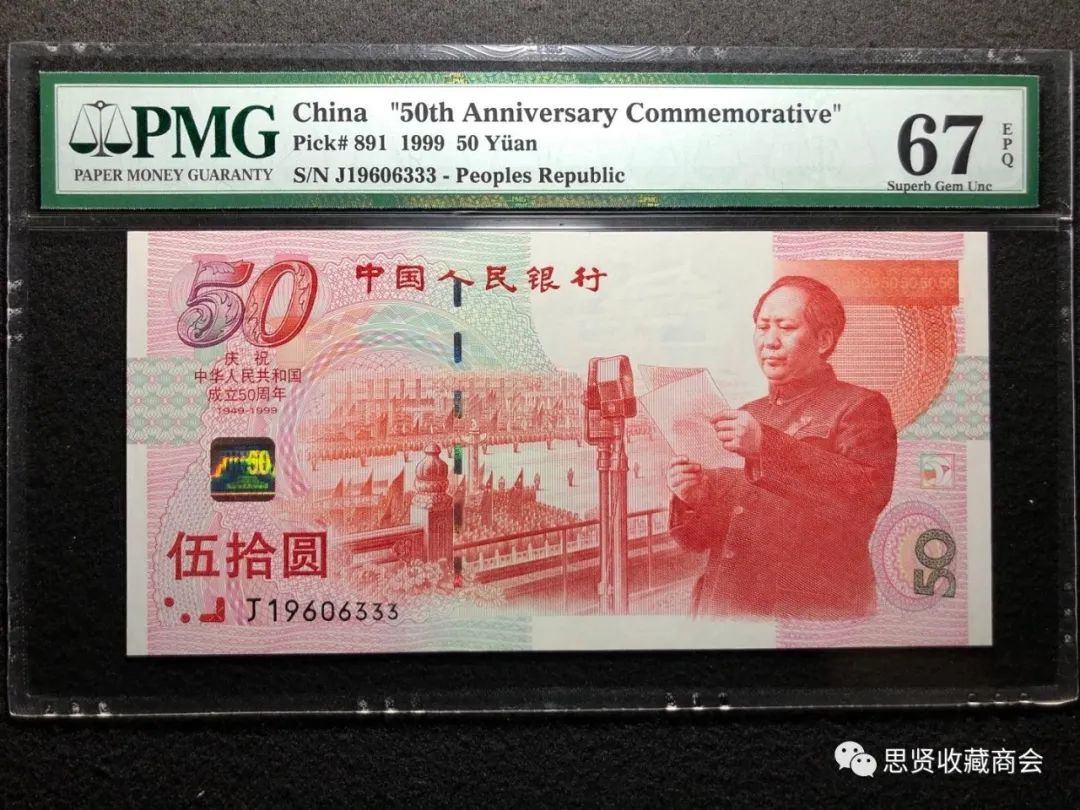 PMG
PAPER MONEY GUARANTY
China "50th Anniversary Commemorative"
Pick# 891 1999 50 Yüan
S/N J19606333 - Peoples Republic
67
EPQ
Superb Gem Unc
50
中国人民银行
庆祝
中华人民共和国
成立50周年
1949-1999
50
伍拾圆
J19606333
50
思贤收藏商会